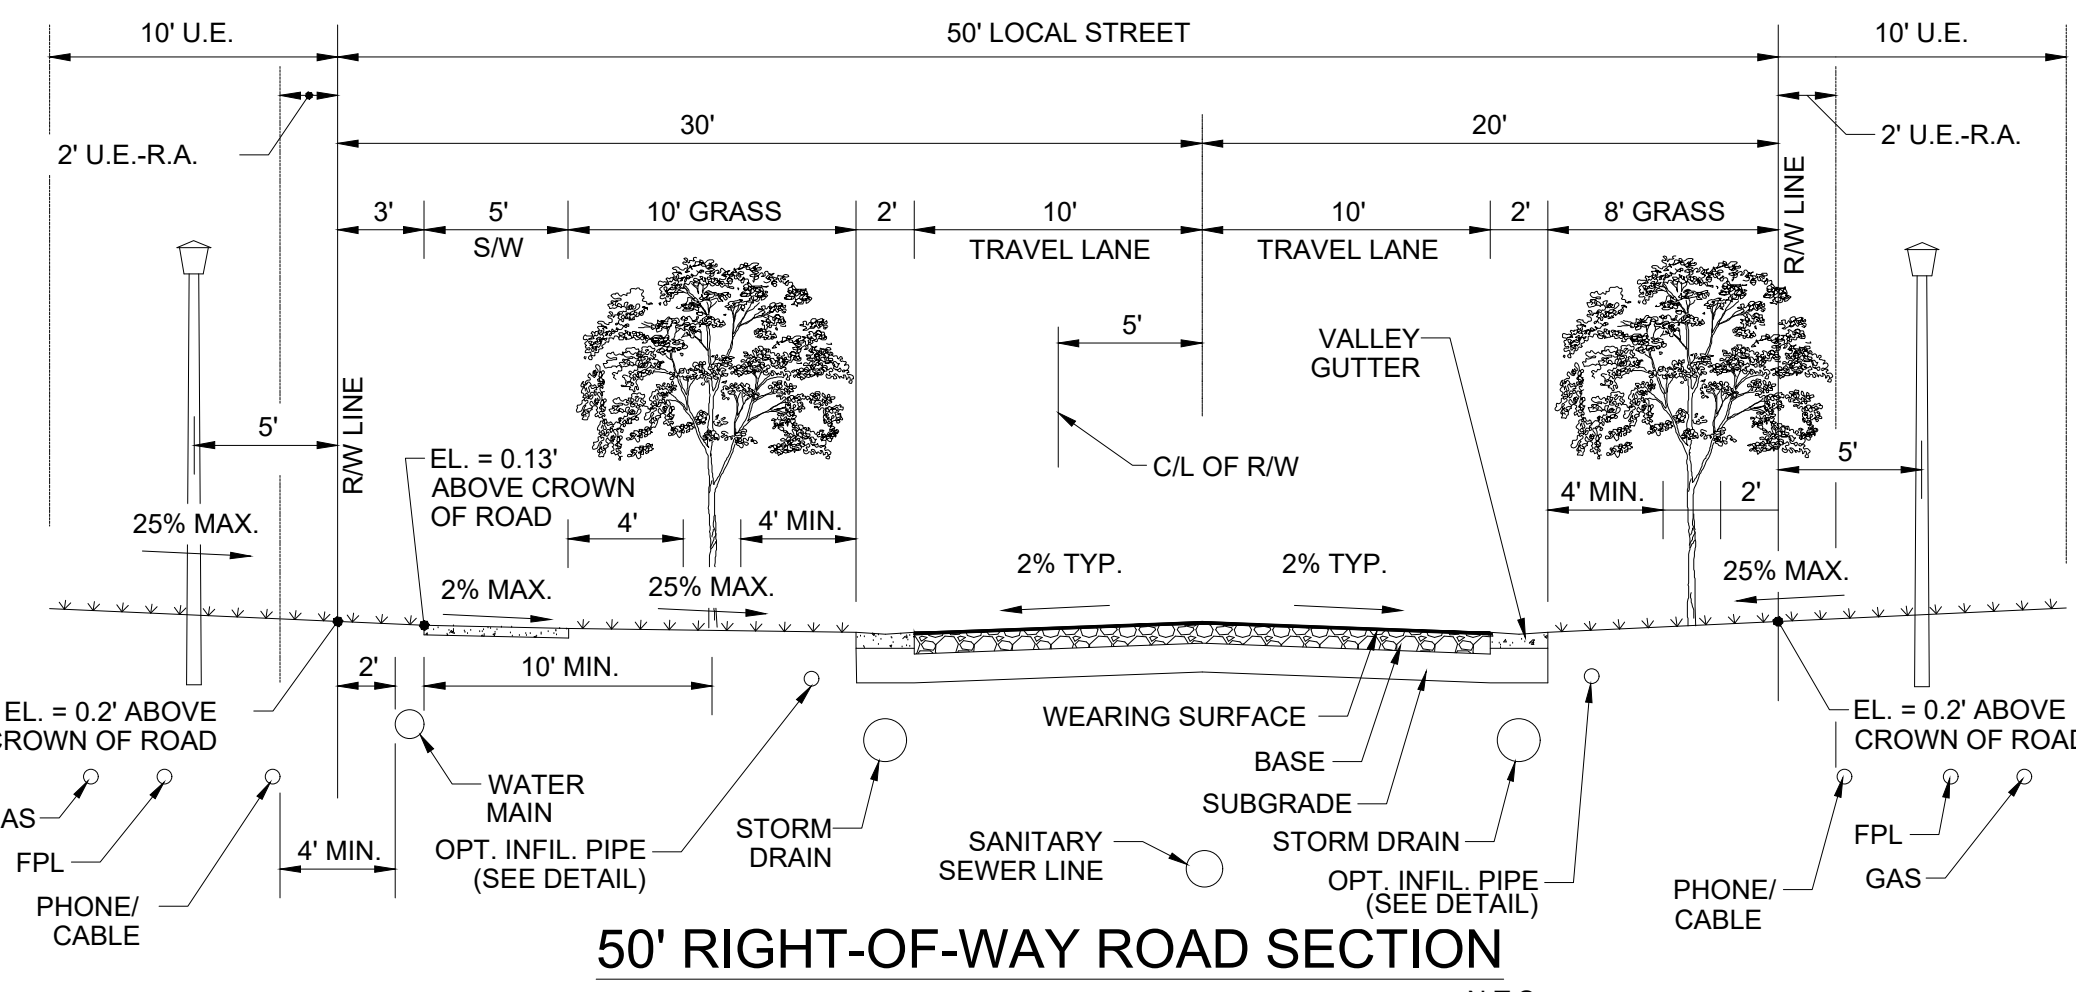 10' U.E.
50' LOCAL STREET
10' U.E.
2' U.E.-R.A.
30'
20'
2' U.E.-R.A.
R/W LINE
3'
5'
S/W
10' GRASS
2'
10'
TRAVEL LANE
10'
TRAVEL LANE
2'
8' GRASS
5'
VALLEY
GUTTER
R/W LINE
5'
EL. = 0.13'
ABOVE CROWN
OF ROAD
C/L OF R/W
5'
25% MAX.
4'
4' MIN.
4' MIN.
2'
2% MAX.
25% MAX.
2% TYP.
2% TYP.
25% MAX.
2'
10' MIN.
EL. = 0.2' ABOVE
CROWN OF ROAD
WEARING SURFACE
EL. = 0.2' ABOVE
CROWN OF ROAD
BASE
WATER
MAIN
SUBGRADE
AS
FPL
4' MIN.
OPT. INFIL. PIPE
(SEE DETAIL)
STORM
DRAIN
SANITARY
SEWER LINE
STORM DRAIN
OPT. INFIL. PIPE
(SEE DETAIL)
FPL
GAS
PHONE/
CABLE
PHONE/
CABLE
50' RIGHT-OF-WAY ROAD SECTION